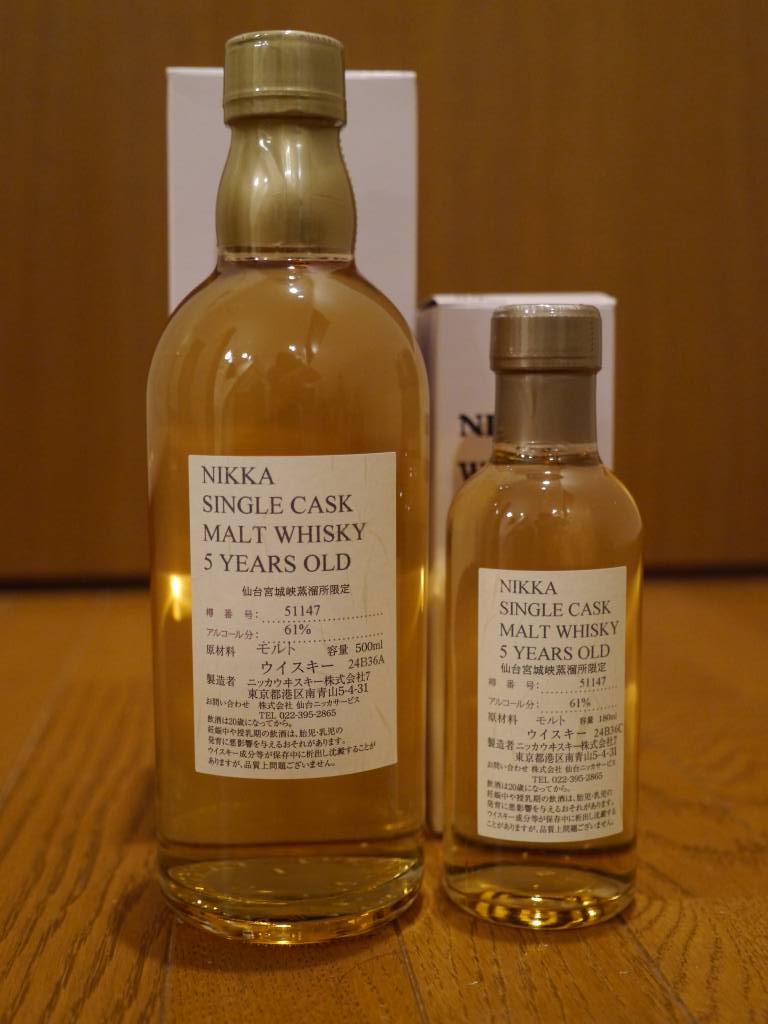 NIKKA
SINGLE CASK
MALT WHISKY
5 YEARS OLD
仙台宮城峡蒸溜所限定
樽番号: 51147
アルコール分: 61%
原材料 モルト 容量 500ml
ウイスキー 24B36A
製造者 ニッカウヰスキー株式会社7
東京都港区南青山5-4-31
お問い合わせ 株式会社 仙台ニッカサービス
TEL 022-395-2865
飲酒は20歳になってから。
妊娠中や授乳期の飲酒は、胎児・乳児の
発育に悪影響を与えるおそれがあります。
ウイスキー成分等が保存中に析出し沈澱することが
ありますが、品質上問題ございません。
NI
NIKKA
SINGLE CASK
MALT WHISKY
5 YEARS OLD
仙台宮城峡蒸溜所限定
樽番号: 51147
アルコール分: 61%
原材料 モルト 容量 180ml
ウイスキー 24B36C
製造者 ニッカウヰスキー株式会社7
東京都港区南青山5-4-31
お問い合わせ 株式会社 仙台ニッカサービス
TEL 022-395-2865
飲酒は20歳になってから。
妊娠中や授乳期の飲酒は、胎児・乳児の
発育に悪影響を与えるおそれがあります。
ウイスキー成分等が保存中に析出し沈澱する
ことがありますが、品質上問題ございません。